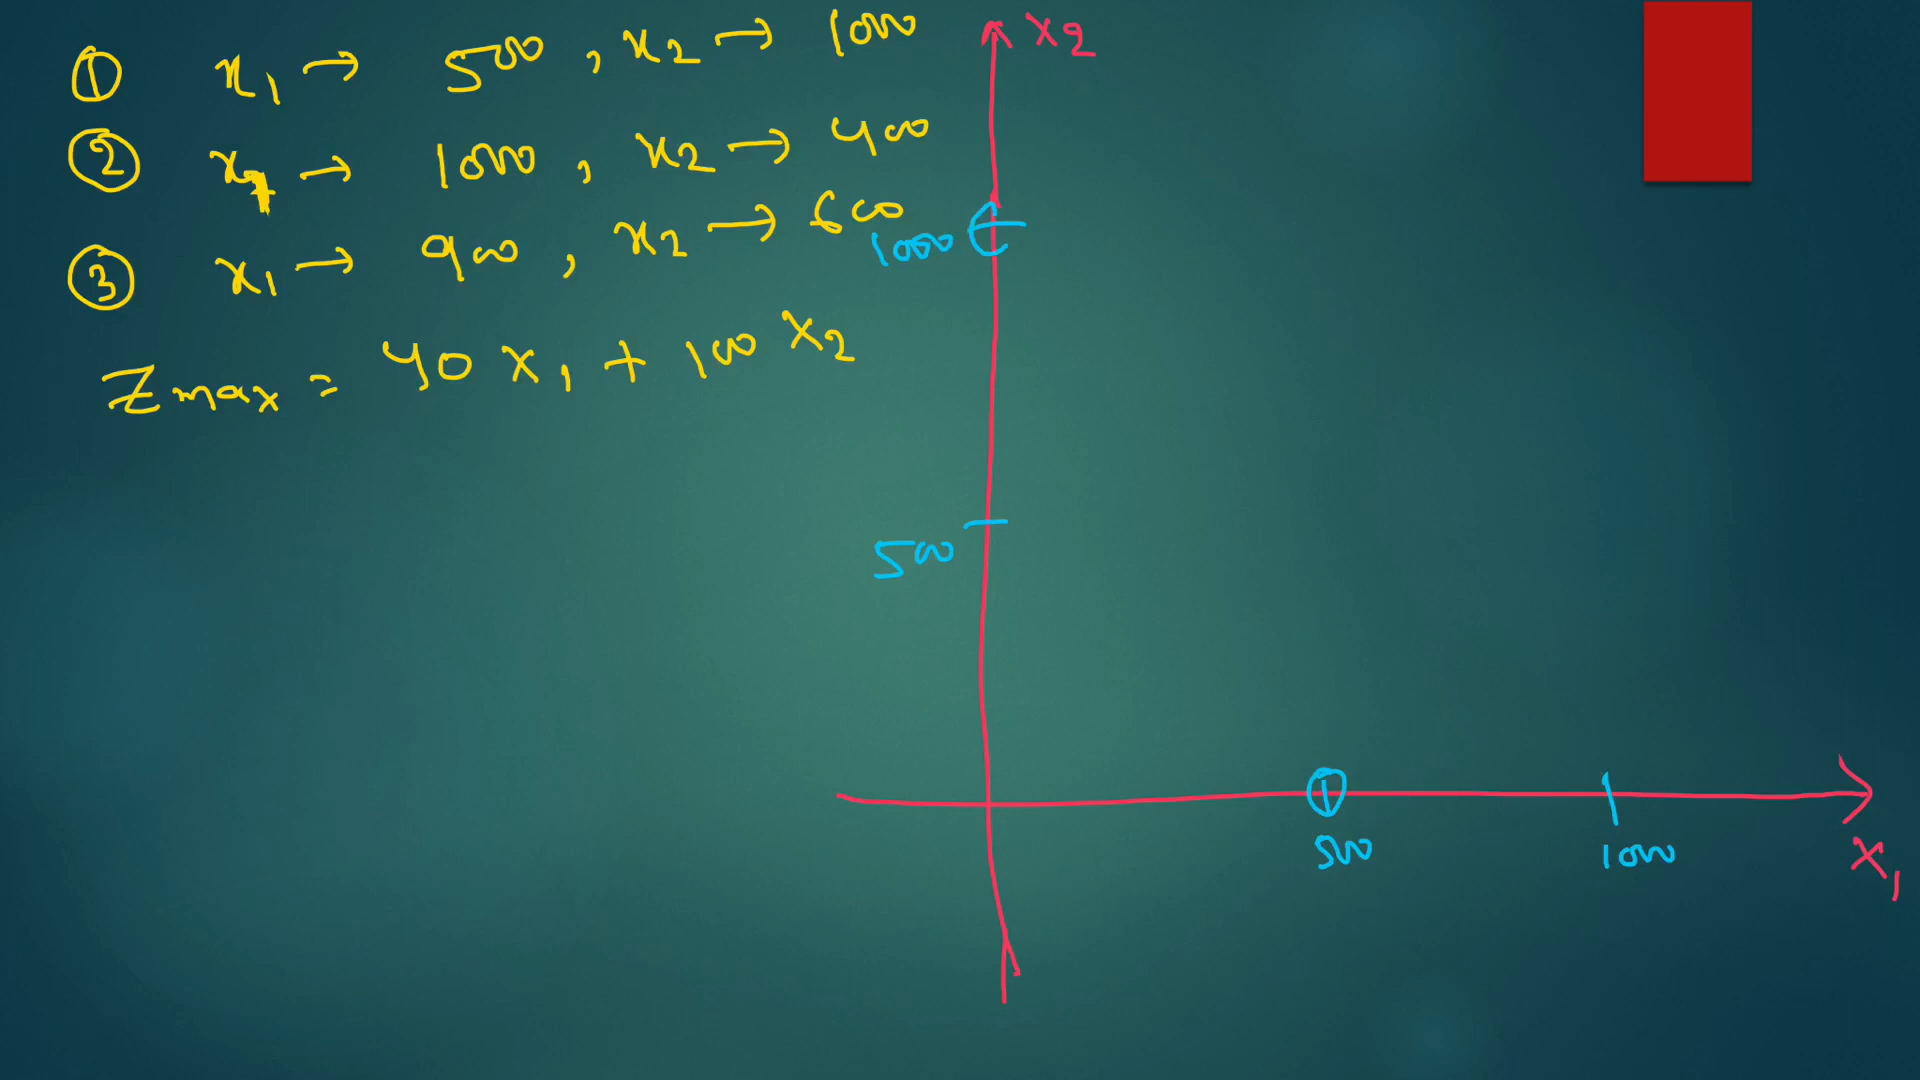 ① x₁ → 500 , x₂ → 1000
② x₁ → 1000 , x₂ → 400
③ x₁ → 900 , x₂ → 600
Zmax = 40 x₁ + 100 x₂
x₂
1000
500
500
1000
x₁